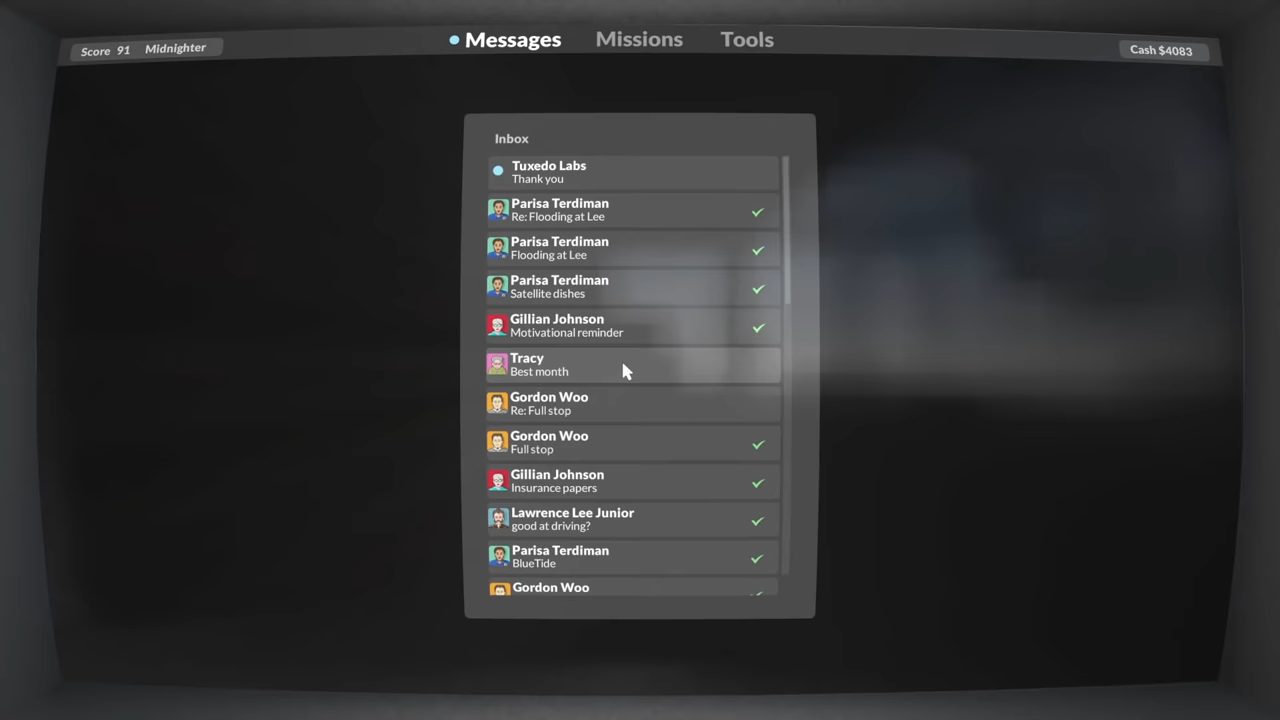 Score 91 Midnighter
Messages Missions Tools
Cash $4083
Inbox
Tuxedo Labs
Thank you
Parisa Terdiman
Re: Flooding at Lee
Parisa Terdiman
Flooding at Lee
Parisa Terdiman
Satellite dishes
Gillian Johnson
Motivational reminder
Tracy
Best month
Gordon Woo
Re: Full stop
Gordon Woo
Full stop
Gillian Johnson
Insurance papers
Lawrence Lee Junior
good at driving?
Parisa Terdiman
BlueTide
Gordon Woo